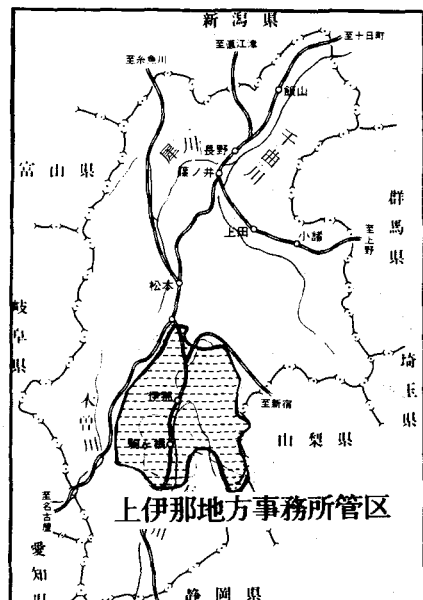 新潟県
至糸魚川
至直江津
至十日町
飯山
犀川
長野
千曲川
富山県
篠ノ井
群馬県
上田
小諸
至上野
松本
岐阜県
埼玉県
木曽川
伊那
至新宿
山梨県
駒ヶ根
至名古屋
上伊那地方事務所管区
愛知県
川
静岡県